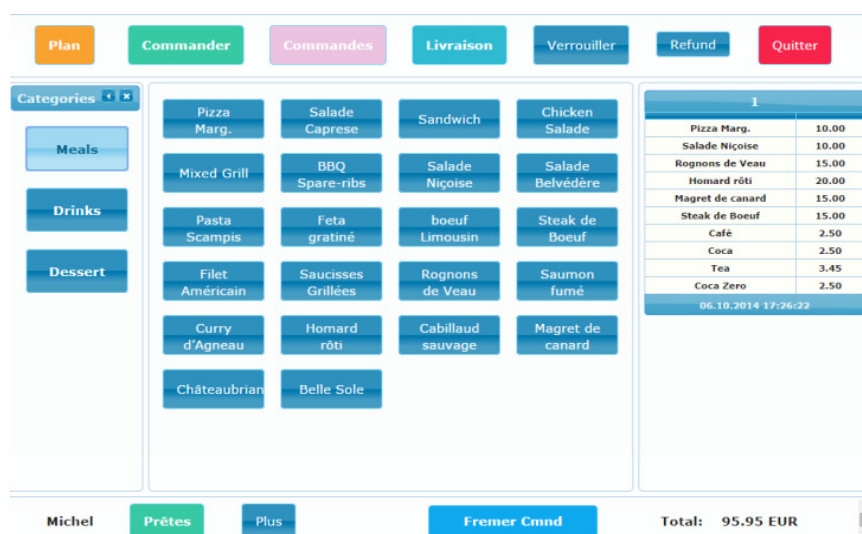 Plan Commander Commandes Livraison Verrouiller Refund Quitter
Categories
Meals
Drinks
Dessert
Pizza
Marg.
Salade
Caprese
Sandwich
Chicken
Salade
Mixed Grill
BBQ
Spare-ribs
Salade
Niçoise
Salade
Belvédère
Pasta
Scampis
Feta
gratiné
boeuf
Limousin
Steak de
Boeuf
Filet
Américain
Saucisses
Grillées
Rognons
de Veau
Saumon
fumé
Curry
d'Agneau
Homard
rôti
Cabillaud
sauvage
Magret de
canard
Châteaubrian
Belle Sole
1
Pizza Marg. 10.00
Salade Niçoise 10.00
Rognons de Veau 15.00
Homard rôti 20.00
Magret de canard 15.00
Steak de Boeuf 15.00
Café 2.50
Coca 2.50
Tea 3.45
Coca Zero 2.50
06.10.2014 17:26:22
Michel Prêtes Plus Fremer Cmnd Total: 95.95 EUR